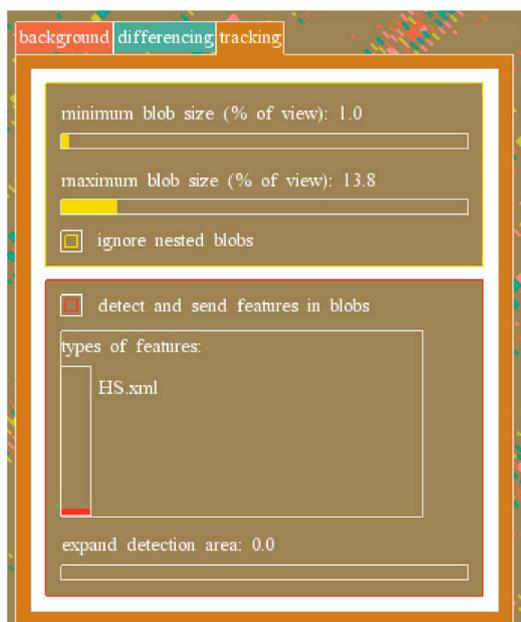 background differencing tracking
minimum blob size (% of view): 1.0
maximum blob size (% of view): 13.8
ignore nested blobs
detect and send features in blobs
types of features:
HS.xml
expand detection area: 0.0